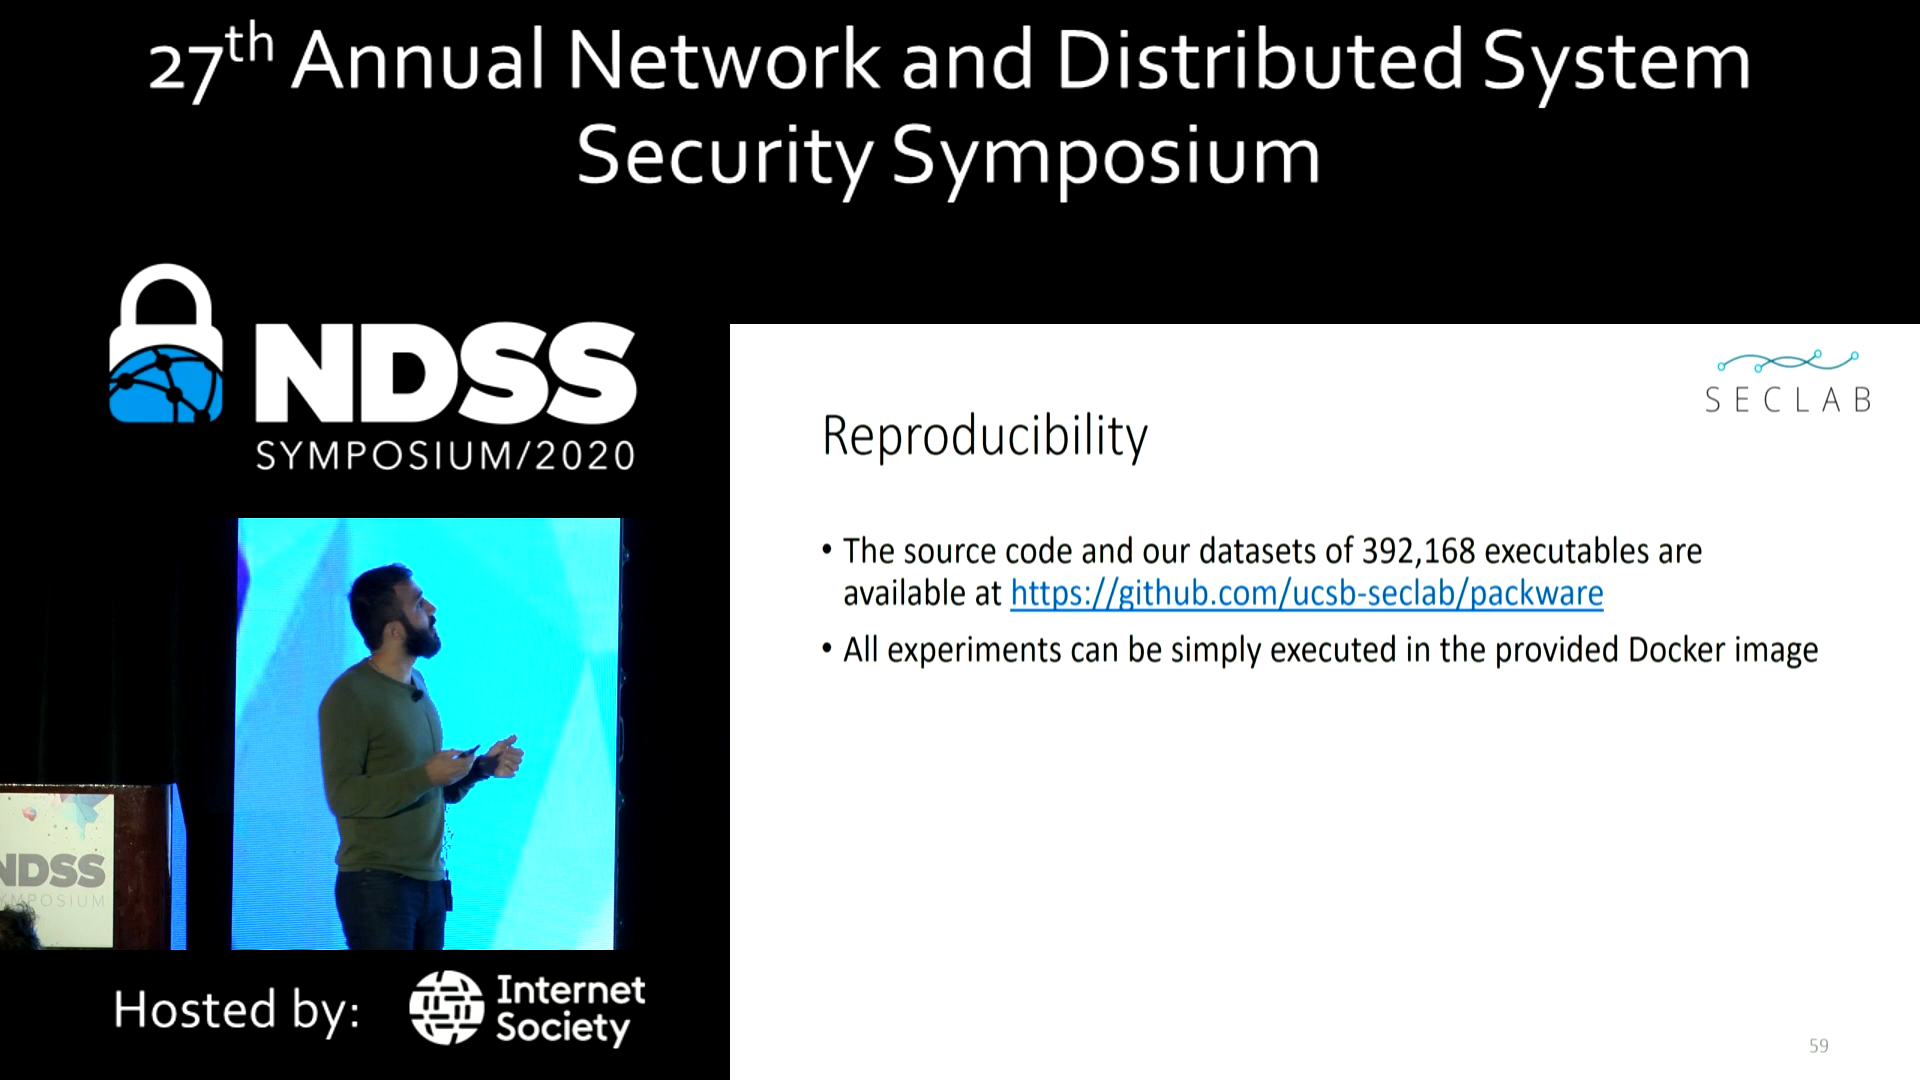 27th Annual Network and Distributed System
Security Symposium
NDSS
SYMPOSIUM/2020
SECLAB
Reproducibility
• The source code and our datasets of 392,168 executables are
available at https://github.com/ucsb-seclab/packware
• All experiments can be simply executed in the provided Docker image
NDSS
SYMPOSIUM
Hosted by:
Internet
Society
59